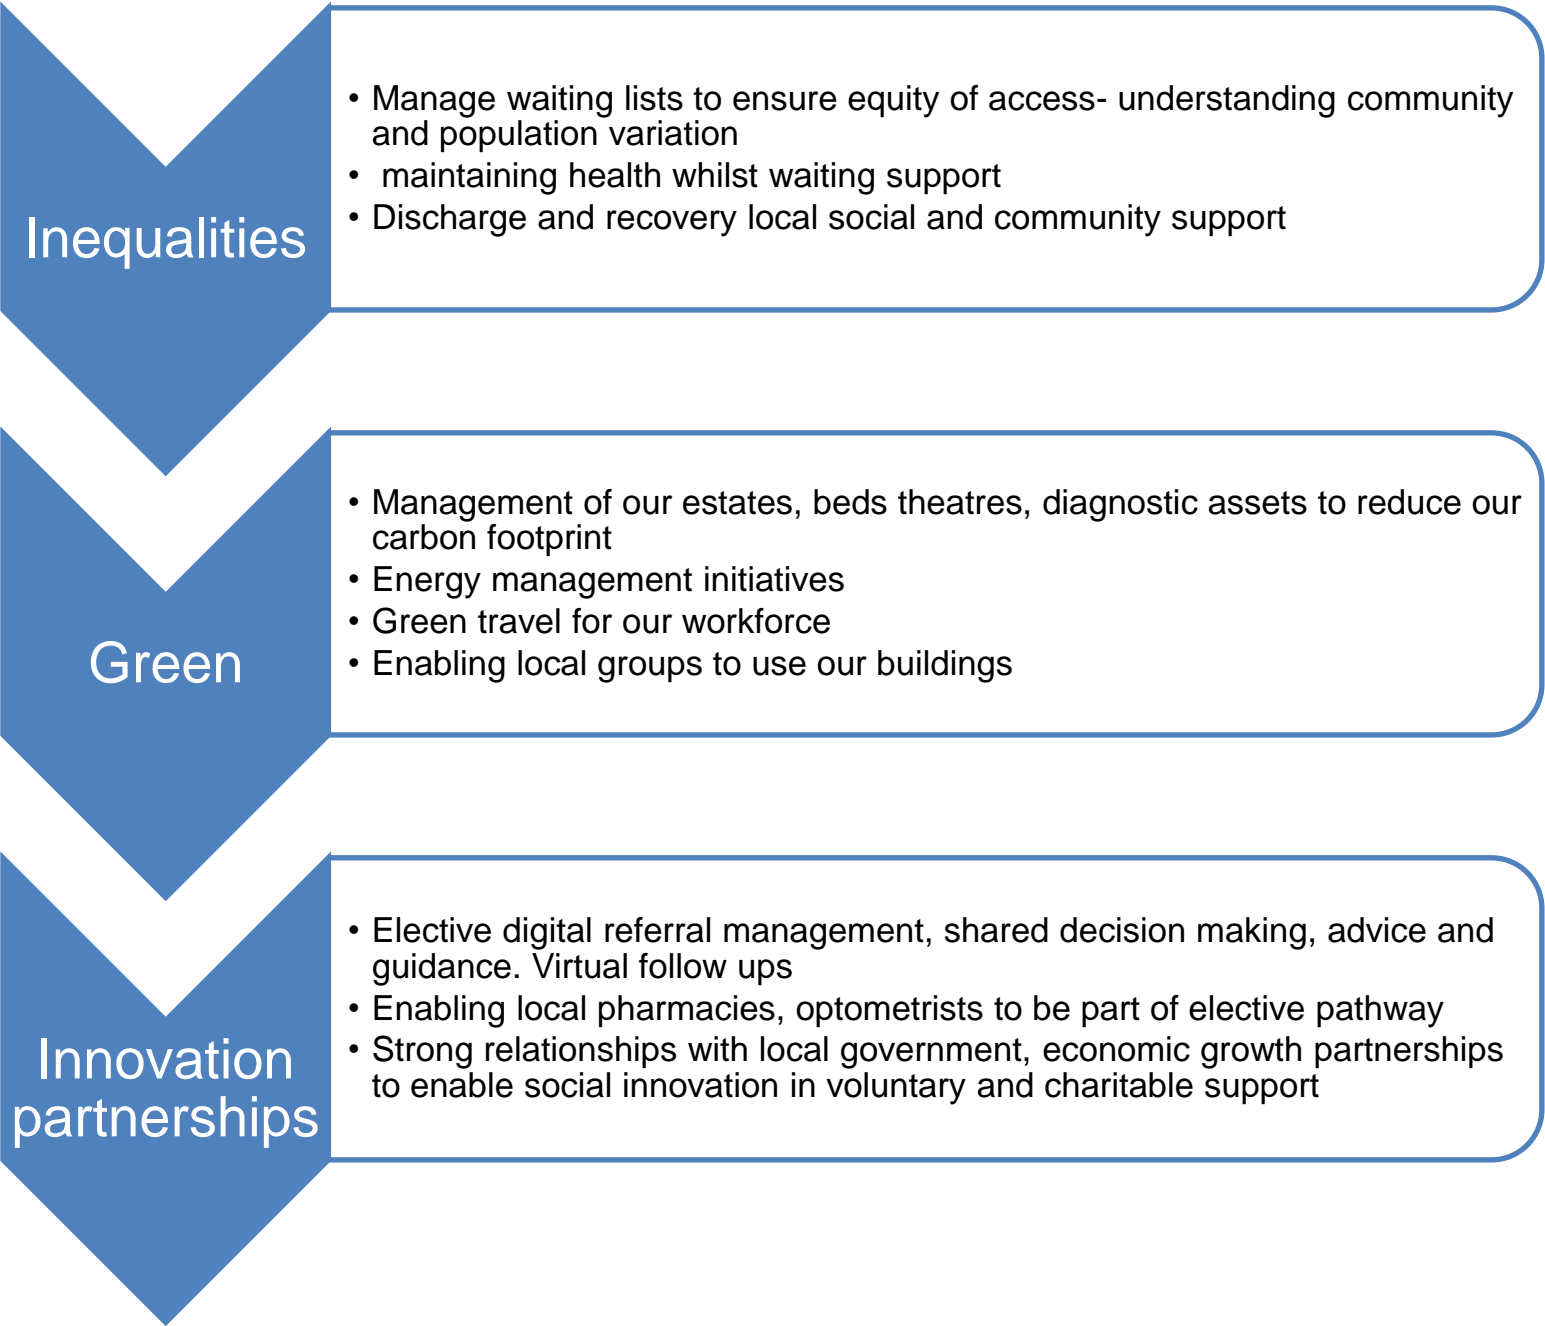 Inequalities
• Manage waiting lists to ensure equity of access- understanding community
and population variation
• maintaining health whilst waiting support
• Discharge and recovery local social and community support
Green
• Management of our estates, beds theatres, diagnostic assets to reduce our
carbon footprint
• Energy management initiatives
• Green travel for our workforce
• Enabling local groups to use our buildings
Innovation
partnerships
• Elective digital referral management, shared decision making, advice and
guidance. Virtual follow ups
• Enabling local pharmacies, optometrists to be part of elective pathway
• Strong relationships with local government, economic growth partnerships
to enable social innovation in voluntary and charitable support